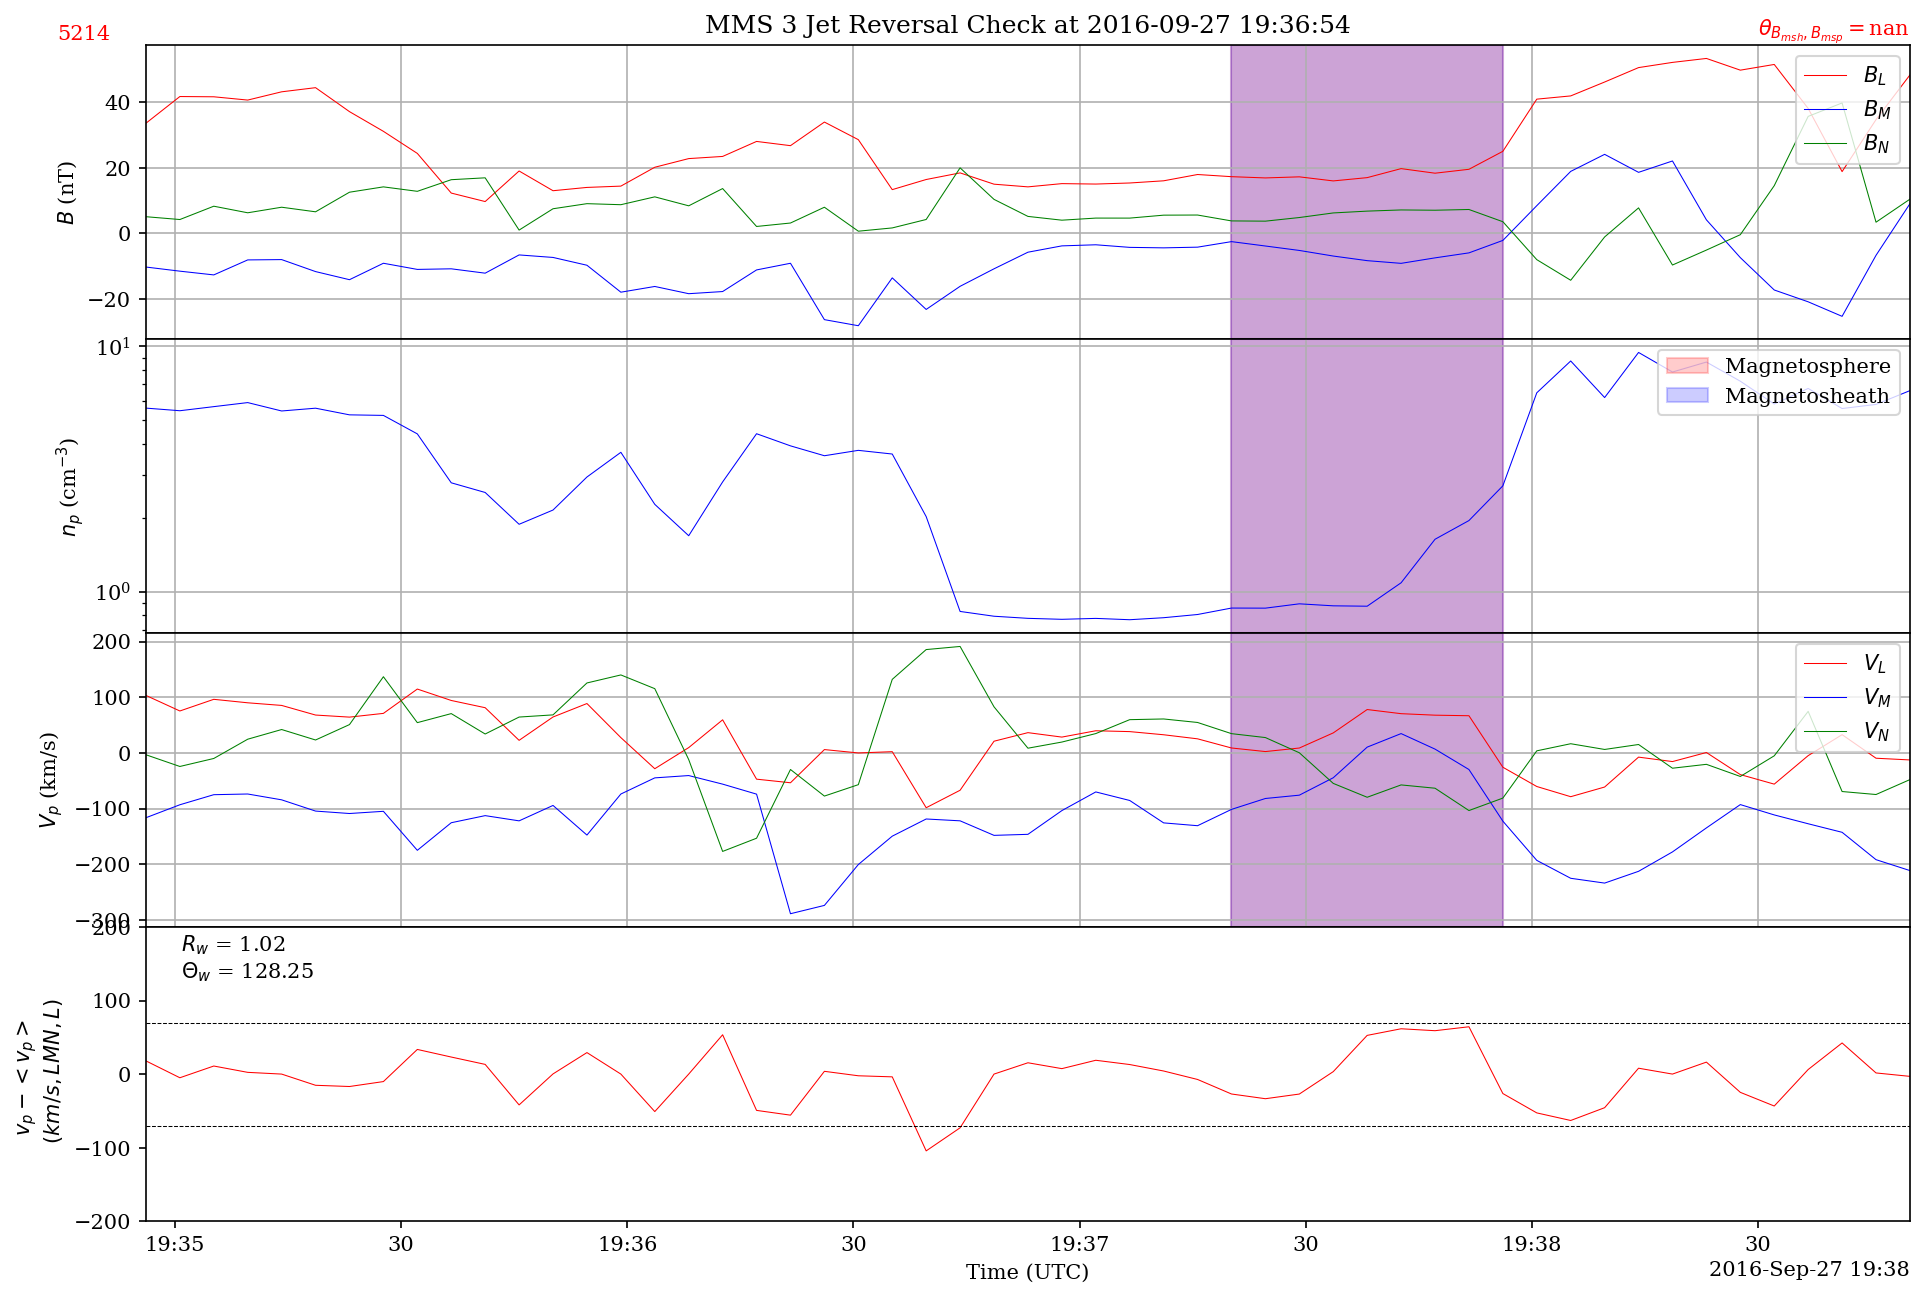 MMS 3 Jet Reversal Check at 2016-09-27 19:36:54
5214
θ_{B_{msh}, B_{msp}} = nan
B (nT)
40
20
0
−20
B_L
B_M
B_N
n_p (cm^{−3})
10^1
10^0
Magnetosphere
Magnetosheath
V_p (km/s)
200
100
0
−100
−200
−300
V_L
V_M
V_N
v_p − < v_p >
(km/s, LMN, L)
200
100
0
−100
−200
R_w = 1.02
Θ_w = 128.25
19:35 30 19:36 30 19:37 30 19:38 30
Time (UTC)
2016-Sep-27 19:38